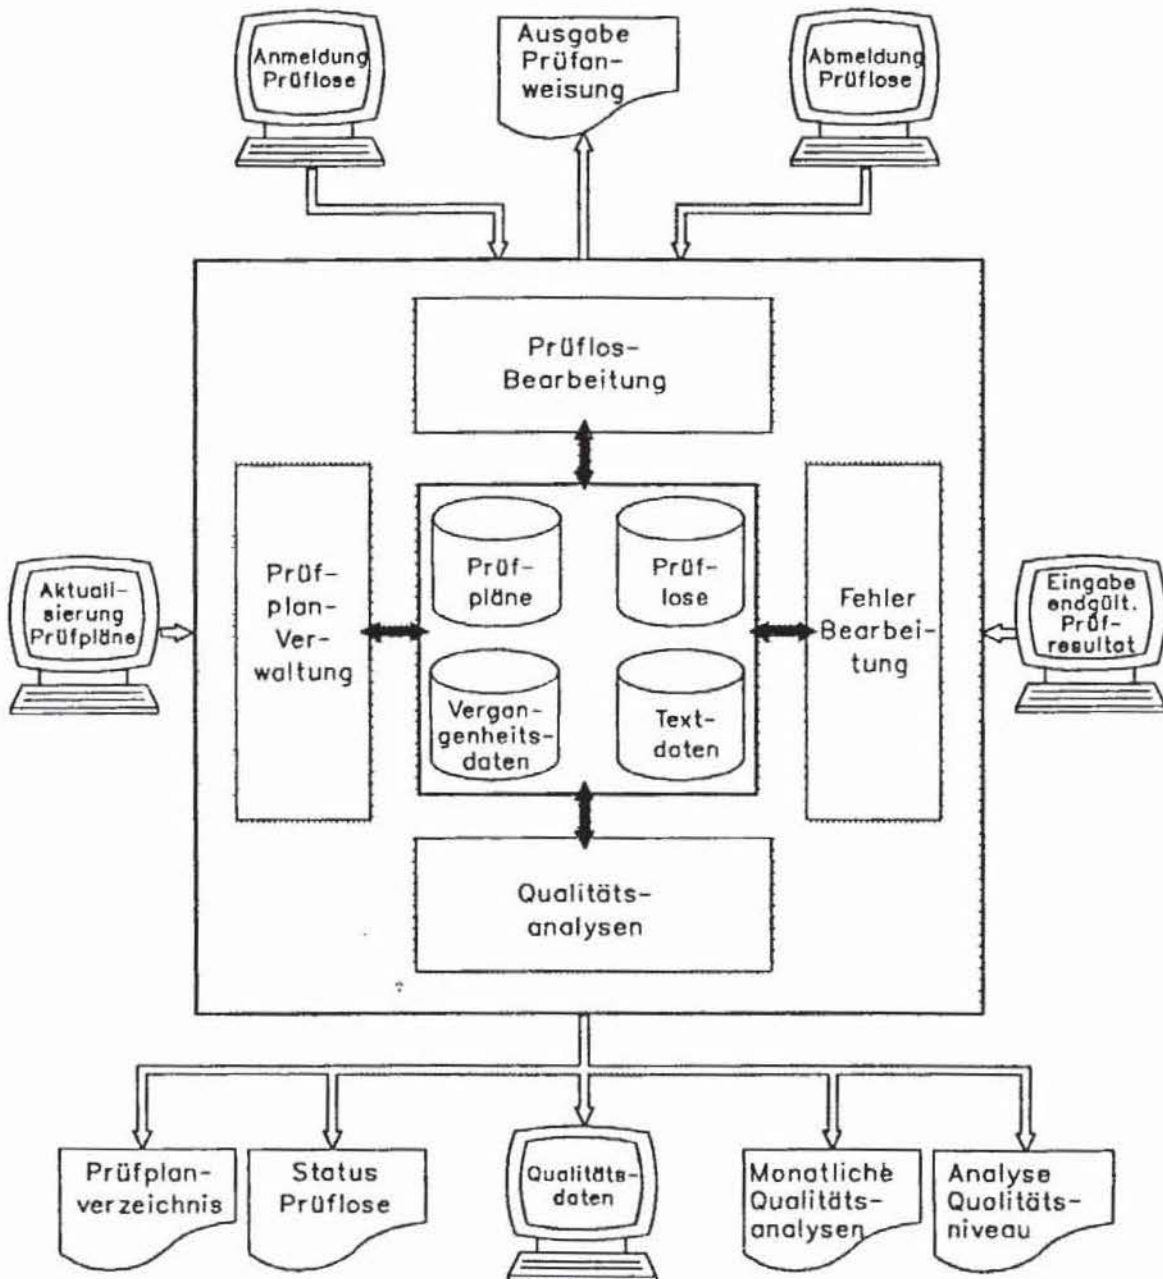 Anmeldung
Prüflose
Ausgabe
Prüfan-
weisung
Abmeldung
Prüflose
Prüflos-
Bearbeitung
Prüf-
plan-
Ver-
waltung
Prüf-
pläne
Prüf-
lose
Vergan-
genheits-
daten
Text-
daten
Fehler
Bearbei-
tung
Aktuali-
sierung
Prüfpläne
Eingabe
endgült.
Prüf-
resultat
Qualitäts-
analysen
Prüfplan-
verzeichnis
Status
Prüflose
Qualitäts-
daten
Monatliche
Qualitäts-
analysen
Analyse
Qualitäts-
niveau